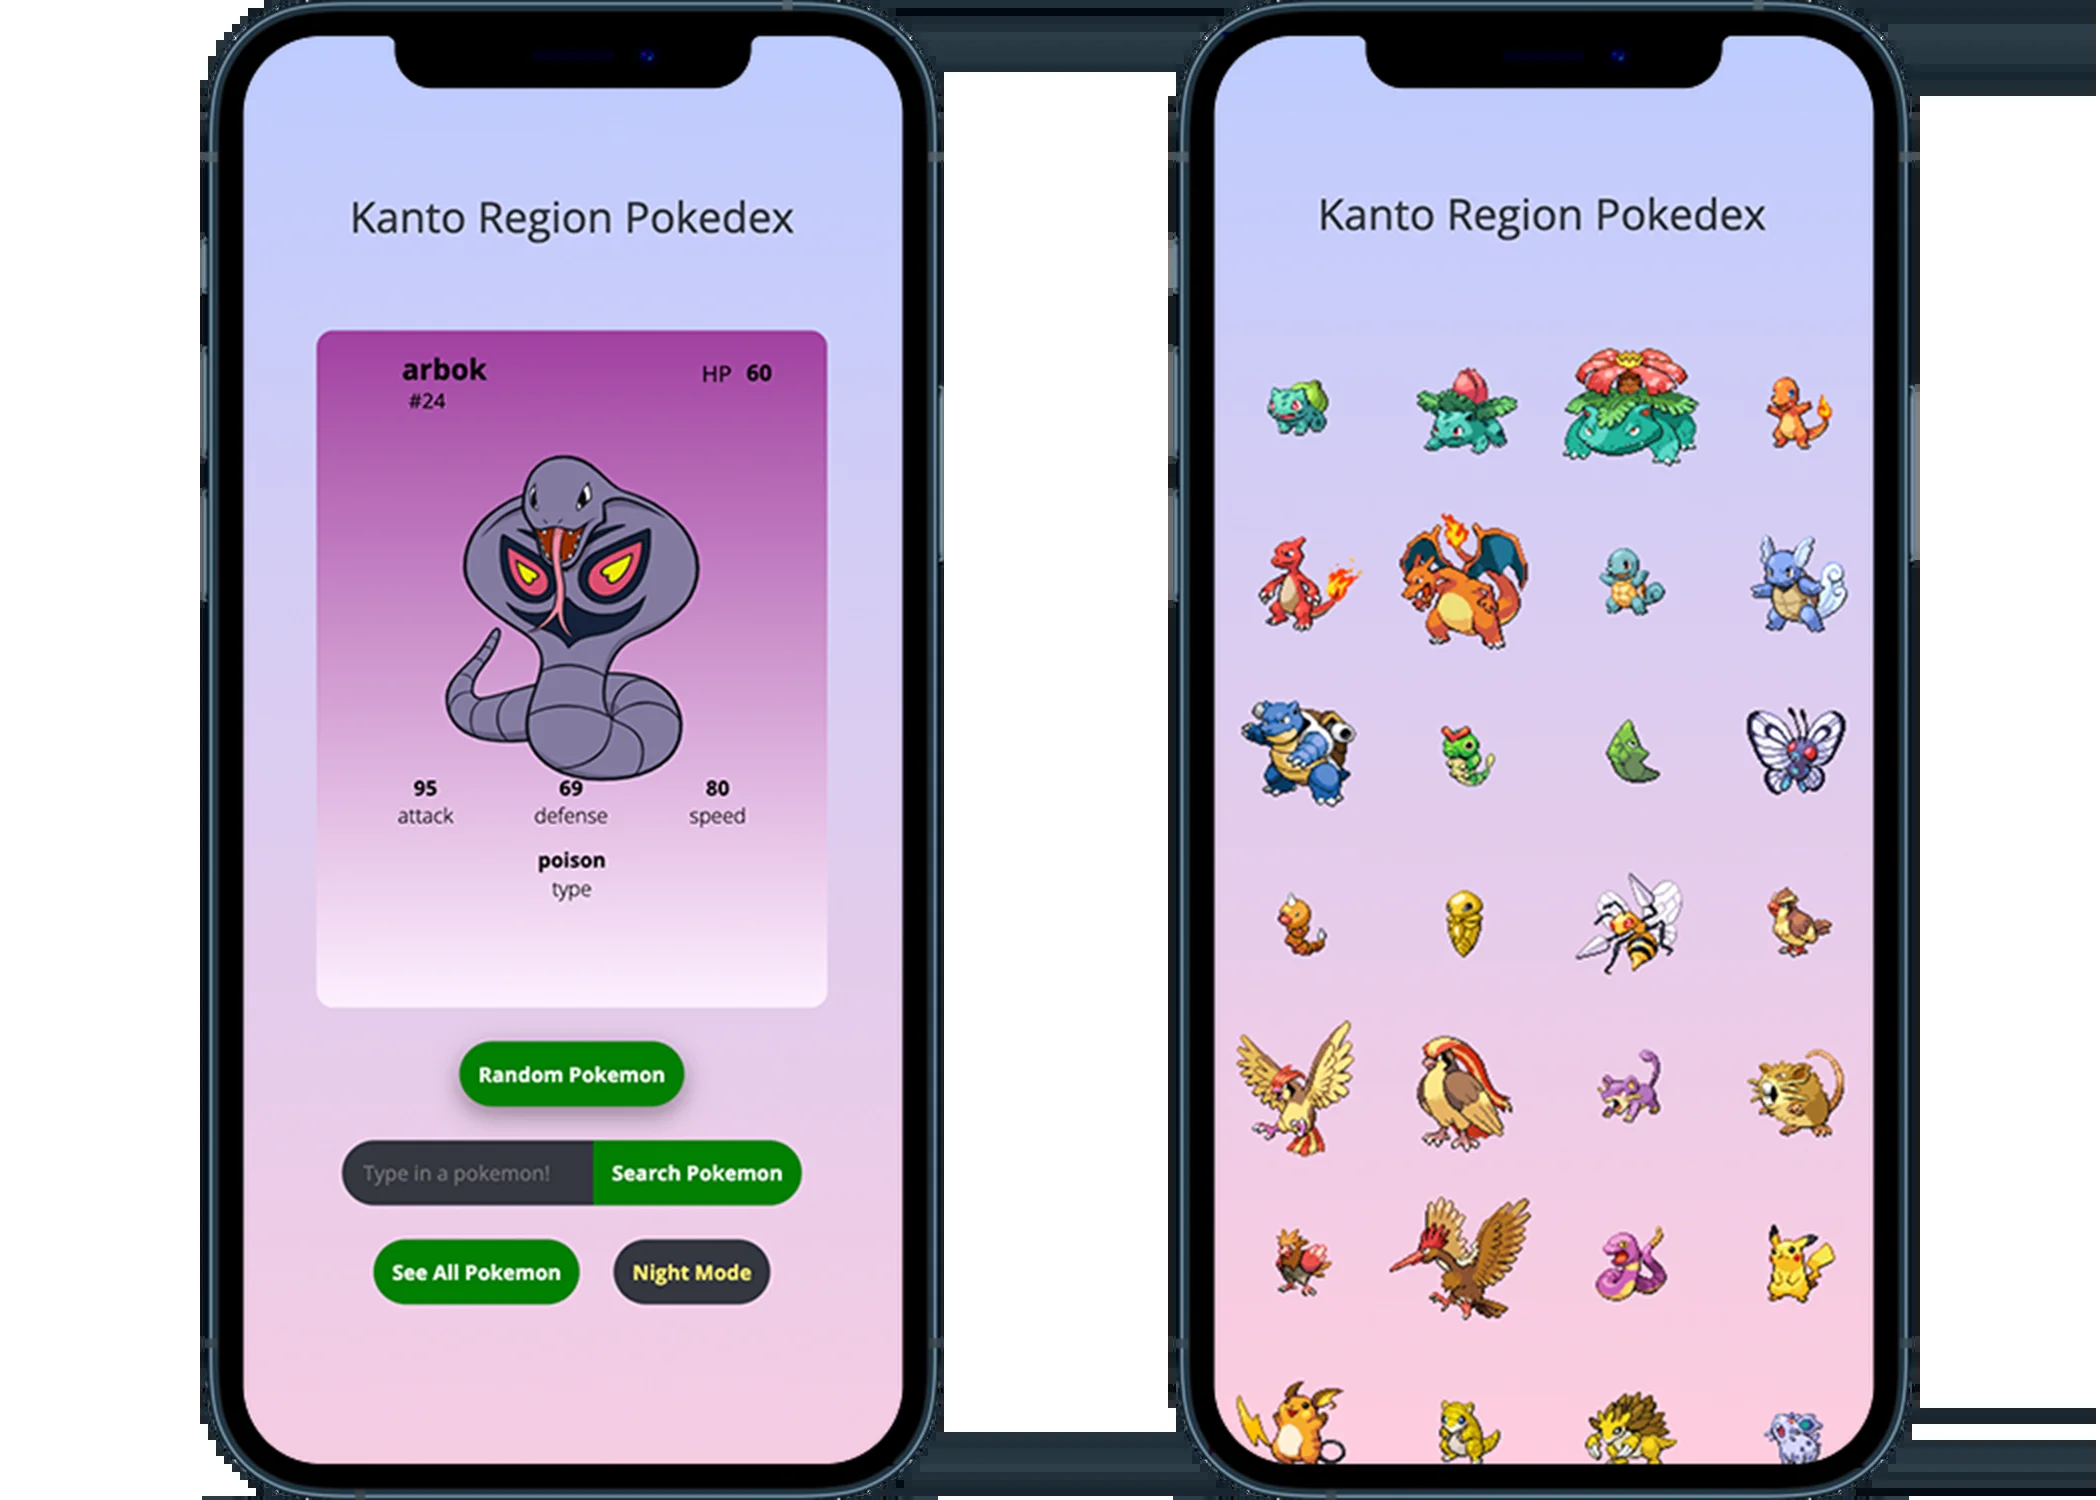 Kanto Region Pokedex
arbok
HP 60
#24
95 69 80
attack defense speed
poison
type
Random Pokemon
Type in a pokemon! Search Pokemon
See All Pokemon Night Mode
Kanto Region Pokedex